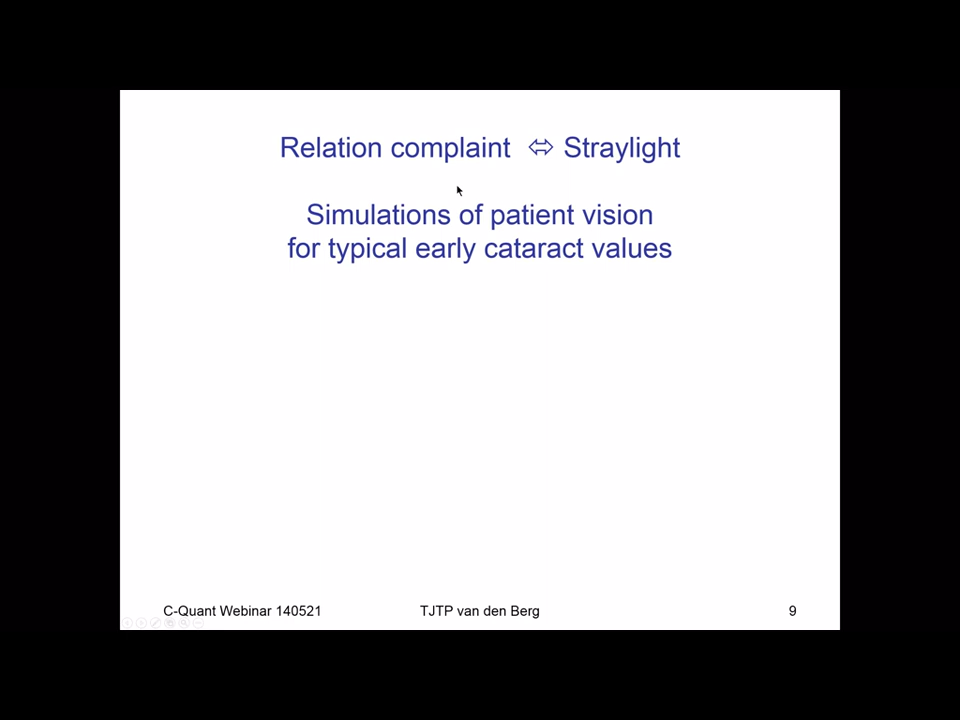 Relation complaint ⇔ Straylight
Simulations of patient vision
for typical early cataract values
C-Quant Webinar 140521 TJTP van den Berg 9